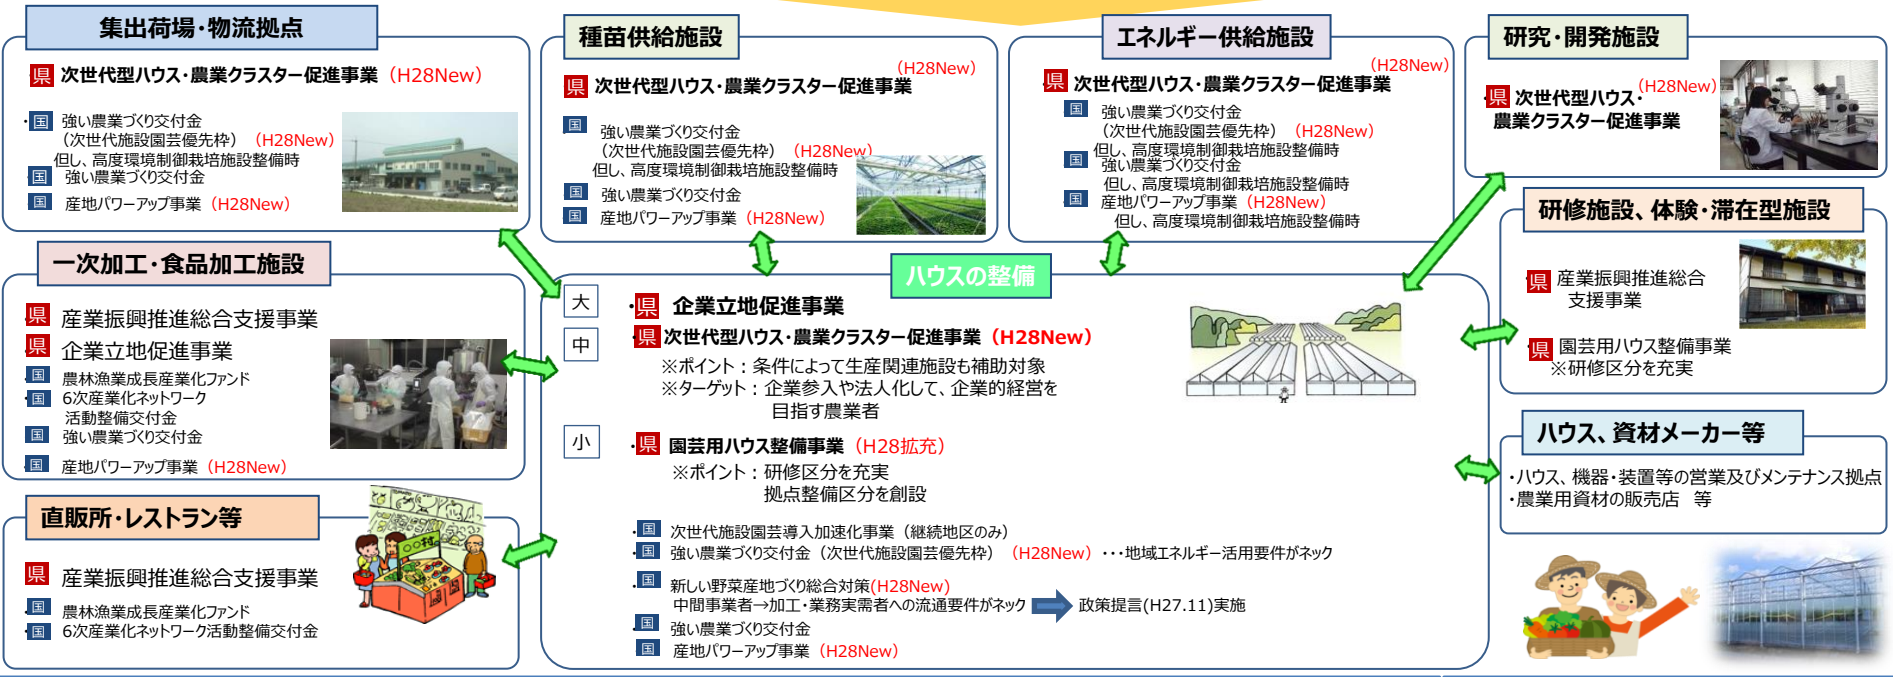 集出荷場・物流拠点
県 次世代型ハウス・農業クラスター促進事業（H28New）
・国 強い農業づくり交付金
（次世代施設園芸優先枠）（H28New）
但し、高度環境制御栽培施設整備時
国 強い農業づくり交付金
国 産地パワーアップ事業（H28New）
種苗供給施設
（H28New）
県 次世代型ハウス・農業クラスター促進事業
国 強い農業づくり交付金
（次世代施設園芸優先枠）（H28New）
但し、高度環境制御栽培施設整備時
国 強い農業づくり交付金
国 産地パワーアップ事業（H28New）
エネルギー供給施設
（H28New）
・県 次世代型ハウス・農業クラスター促進事業
国 強い農業づくり交付金
（次世代施設園芸優先枠）（H28New）
但し、高度環境制御栽培施設整備時
国 強い農業づくり交付金
但し、高度環境制御栽培施設整備時
国 産地パワーアップ事業（H28New）
但し、高度環境制御栽培施設整備時
研究・開発施設
（H28New）
・県 次世代型ハウス・
農業クラスター促進事業
研修施設、体験・滞在型施設
・県 産業振興推進総合
支援事業
・県 園芸用ハウス整備事業
※研修区分を充実
一次加工・食品加工施設
県 産業振興推進総合支援事業
県 企業立地促進事業
・国 農林漁業成長産業化ファンド
・国 6次産業化ネットワーク
活動整備交付金
国 強い農業づくり交付金
・国 産地パワーアップ事業（H28New）
直販所・レストラン等
県 産業振興推進総合支援事業
・国 農林漁業成長産業化ファンド
・国 6次産業化ネットワーク活動整備交付金
○○村
ハウスの整備
大
・県 企業立地促進事業
中
・県 次世代型ハウス・農業クラスター促進事業（H28New）
※ポイント：条件によって生産関連施設も補助対象
※ターゲット：企業参入や法人化して、企業的経営を
目指す農業者
小
・県 園芸用ハウス整備事業（H28拡充）
※ポイント：研修区分を充実
拠点整備区分を創設
・国 次世代施設園芸導入加速化事業（継続地区のみ）
・国 強い農業づくり交付金（次世代施設園芸優先枠）（H28New）・・・地域エネルギー活用要件がネック
・国 新しい野菜産地づくり総合対策(H28New)
中間事業者→加工・業務実需者への流通要件がネック 政策提言(H27.11)実施
・国 強い農業づくり交付金
・国 産地パワーアップ事業（H28New）
ハウス、資材メーカー等
・ハウス、機器・装置等の営業及びメンテナンス拠点
・農業用資材の販売店　等